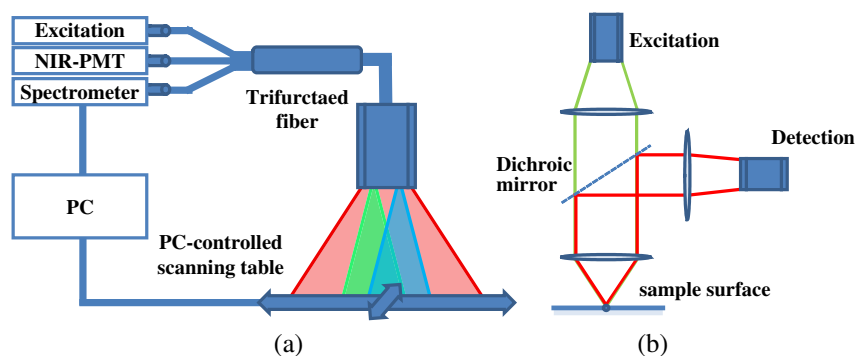 Excitation
NIR-PMT
Spectrometer
Trifurctaed
fiber
PC
PC-controlled
scanning table
(a)
Excitation
Detection
Dichroic
mirror
sample surface
(b)